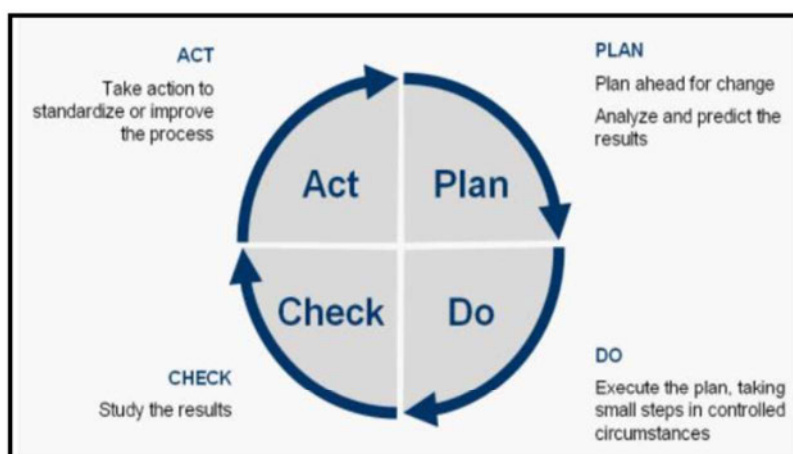 ACT
Take action to
standardize or improve
the process
PLAN
Plan ahead for change
Analyze and predict the
results
Act
Plan
Check
Do
CHECK
Study the results
DO
Execute the plan, taking
small steps in controlled
circumstances